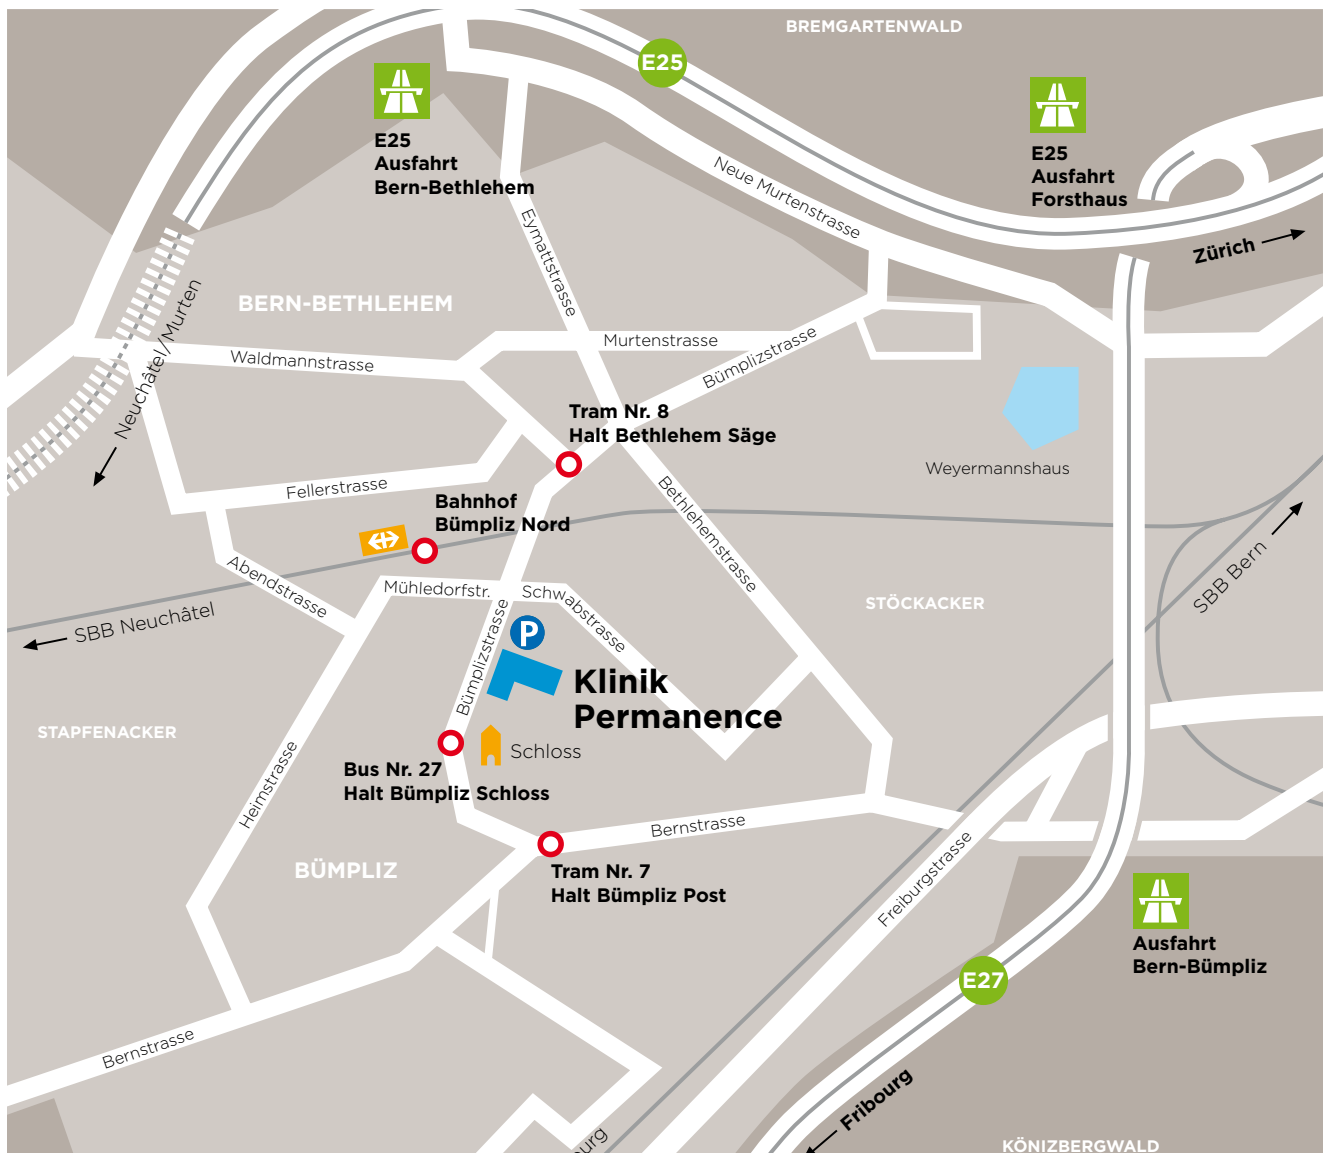 BREMGARTENWALD
E25
E25
Ausfahrt
Bern-Bethlehem
E25
Ausfahrt
Forsthaus
Neue Murtenstrasse
Zürich
Eymattstrasse
BERN-BETHLEHEM
Neuchâtel/Murten
Waldmannstrasse
Murtenstrasse
Bümplizstrasse
Tram Nr. 8
Halt Bethlehem Säge
Weyermannshaus
Fellerstrasse
Bahnhof
Bümpliz Nord
Bethlehemstrasse
Abendstrasse
Mühledorfstr.
Schwabstrasse
STÖCKACKER
SBB Bern
SBB Neuchâtel
P
Bümplizstrasse
Klinik
Permanence
STAPFENACKER
Schloss
Bus Nr. 27
Halt Bümpliz Schloss
Heimstrasse
Bernstrasse
BÜMPLIZ
Tram Nr. 7
Halt Bümpliz Post
Freiburgstrasse
Ausfahrt
Bern-Bümpliz
E27
Bernstrasse
Fribourg
urg
KÖNIZBERGWALD